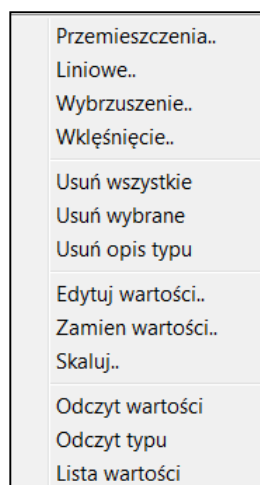 Przemieszczenia..
Liniowe..
Wybrzuszenie..
Wklęśnięcie..
Usuń wszystkie
Usuń wybrane
Usuń opis typu
Edytuj wartości..
Zamien wartości..
Skaluj..
Odczyt wartości
Odczyt typu
Lista wartości